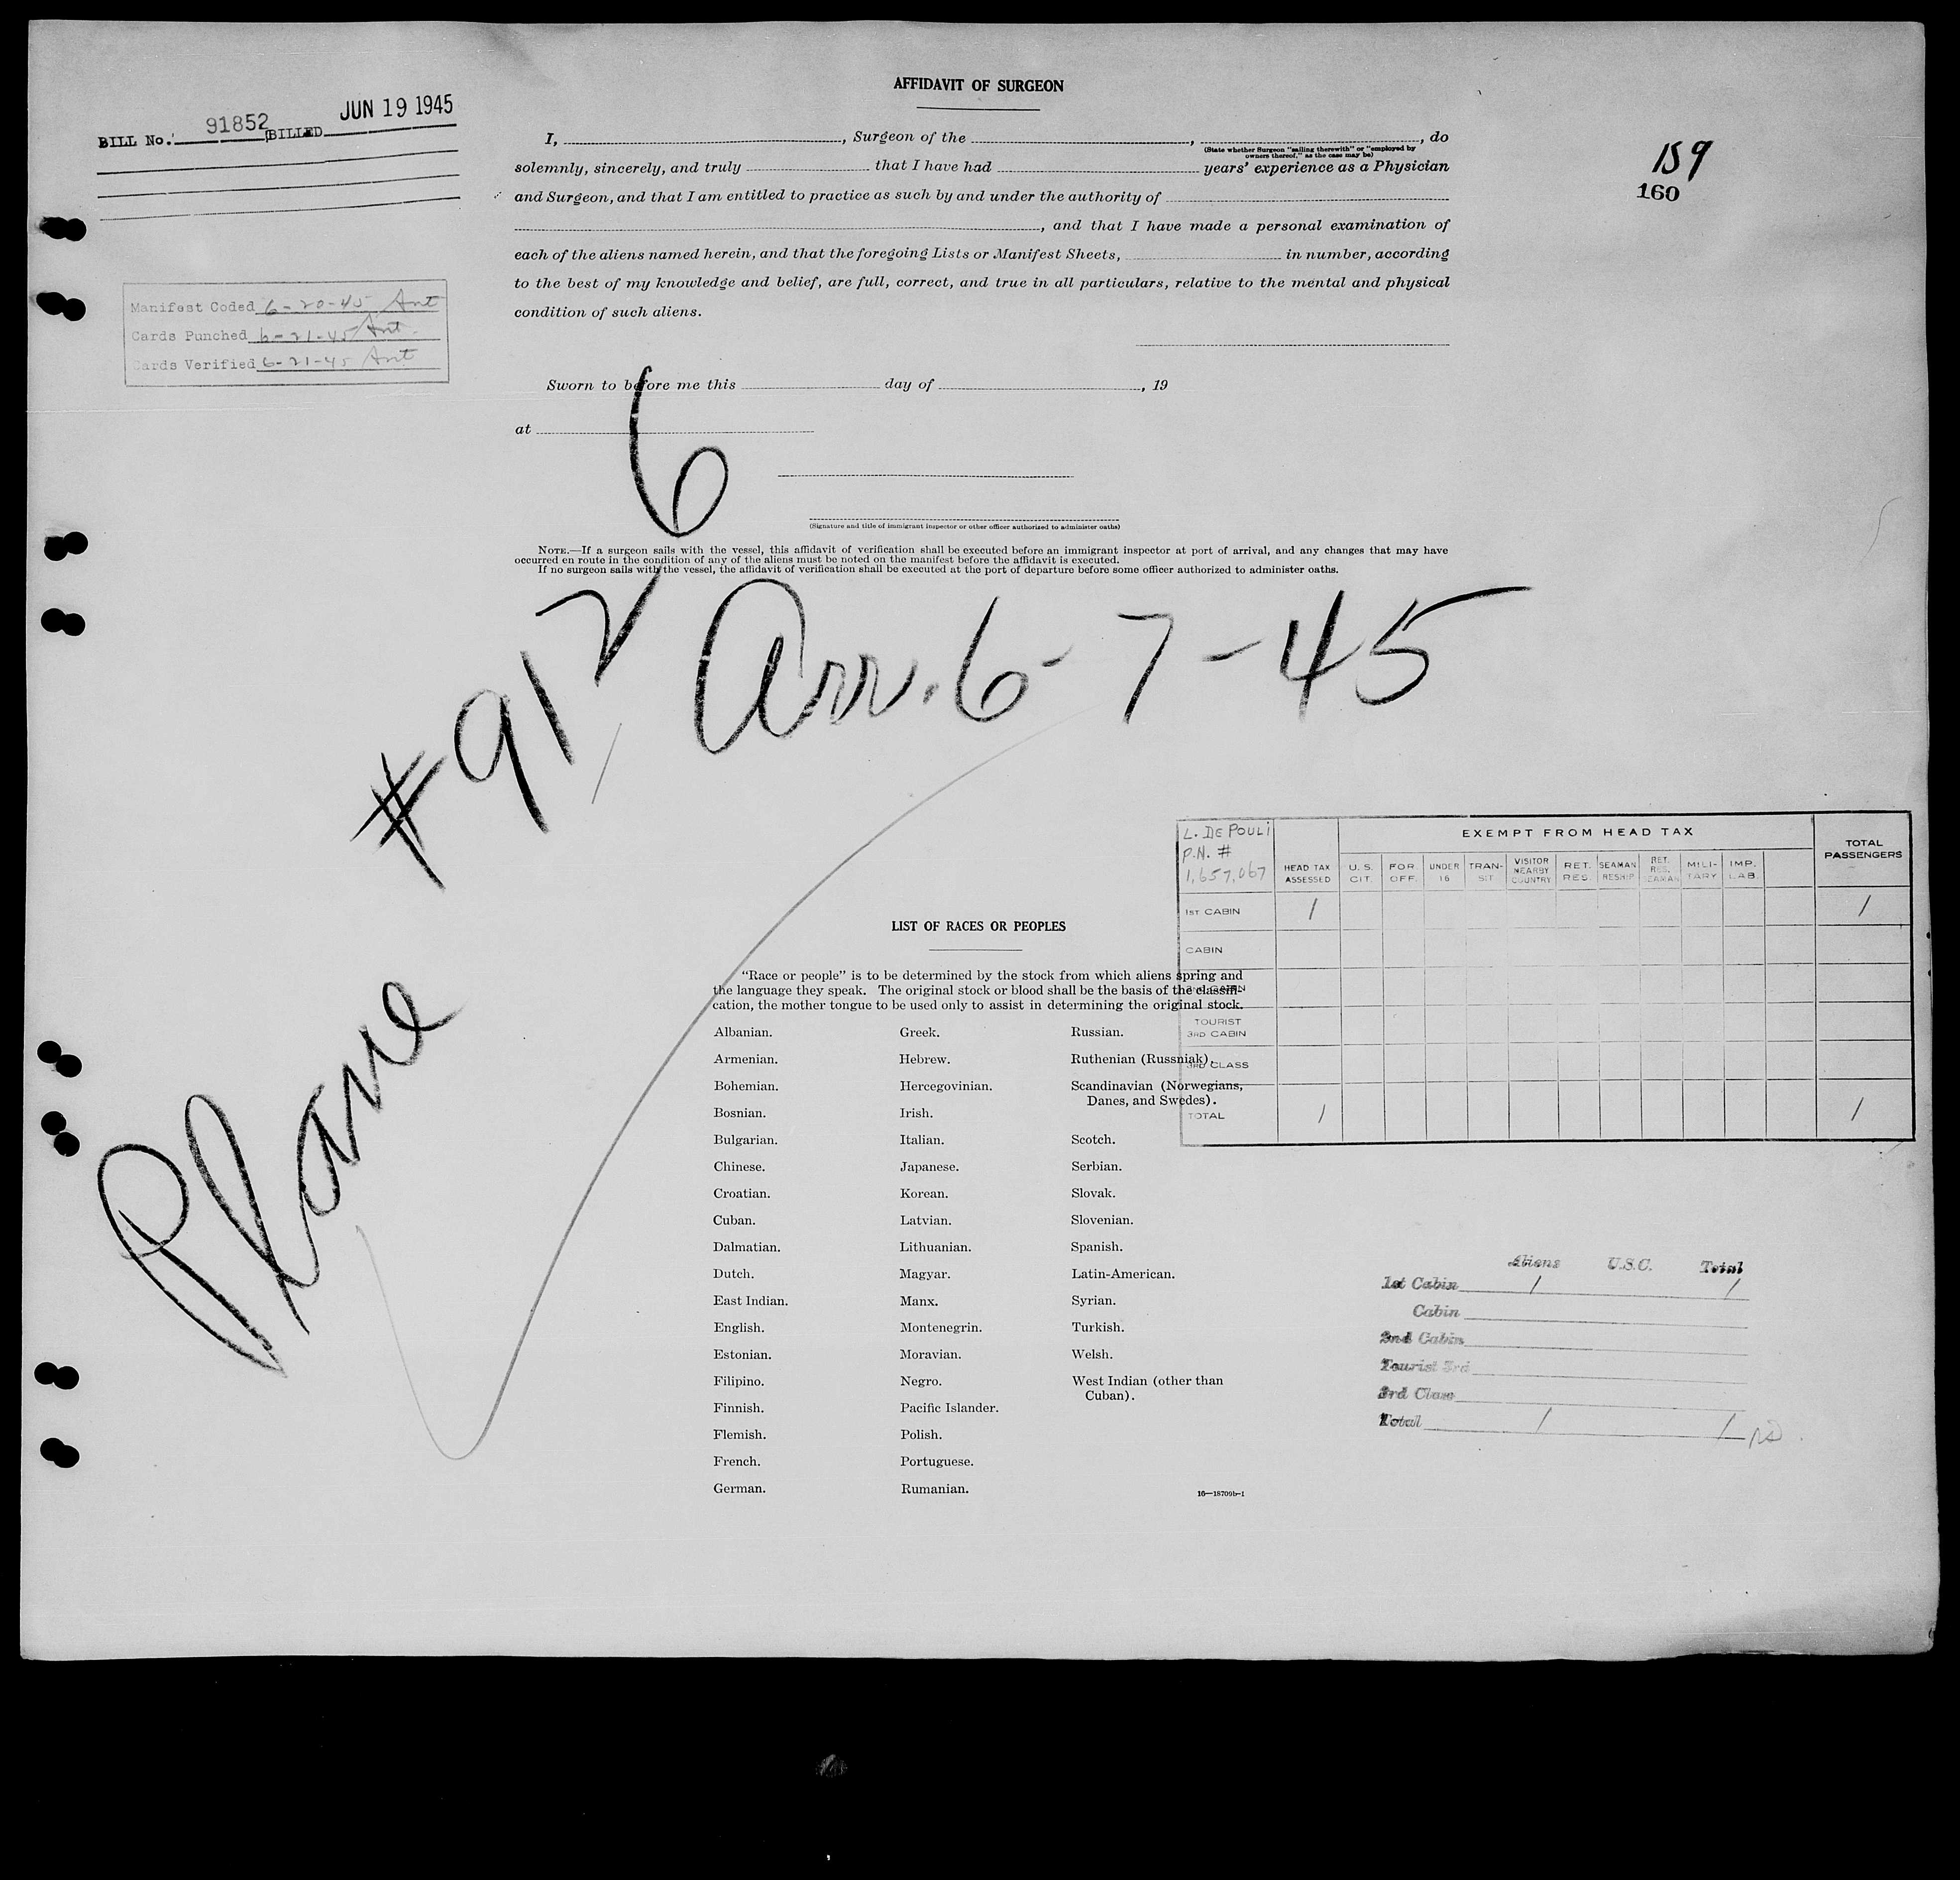 AFFIDAVIT OF SURGEON
BILL No. 91852 BILLED JUN 19 1945
159
160
I, , Surgeon of the , , do
(State whether Surgeon "sailing therewith" or "employed by
owners thereof," as the case may be)
solemnly, sincerely, and truly that I have had years' experience as a Physician
and Surgeon, and that I am entitled to practice as such by and under the authority of
, and that I have made a personal examination of
each of the aliens named herein, and that the foregoing Lists or Manifest Sheets, in number, according
to the best of my knowledge and belief, are full, correct, and true in all particulars, relative to the mental and physical
condition of such aliens.
Manifest Coded 6-20-45 Ant
Cards Punched 6-21-45 Ant.
Cards Verified 6-21-45 Ant
Sworn to before me this day of , 19
at
(Signature and title of immigrant inspector or other officer authorized to administer oaths)
NOTE.—If a surgeon sails with the vessel, this affidavit of verification shall be executed before an immigrant inspector at port of arrival, and any changes that may have
occurred en route in the condition of any of the aliens must be noted on the manifest before the affidavit is executed.
If no surgeon sails with the vessel, the affidavit of verification shall be executed at the port of departure before some officer authorized to administer oaths.
Plane #912 6
Arr. 6-7-45
L. DE POULI
P.N. #
1,657,067
EXEMPT FROM HEAD TAX
HEAD TAX ASSESSED
U.S. CIT.
FOR. OFF.
UNDER 16
TRANSIT
VISITOR NEARBY COUNTRY
RET. RES.
SEAMAN RESHIP
RET. RES. SEAMAN
MILITARY
IMP. LAB.
TOTAL PASSENGERS
1ST CABIN 1 1
CABIN
2ND CABIN
TOURIST 3RD CABIN
3RD CLASS
TOTAL 1 1
LIST OF RACES OR PEOPLES
"Race or people" is to be determined by the stock from which aliens spring and
the language they speak. The original stock or blood shall be the basis of the classifi-
cation, the mother tongue to be used only to assist in determining the original stock.
Albanian.
Armenian.
Bohemian.
Bosnian.
Bulgarian.
Chinese.
Croatian.
Cuban.
Dalmatian.
Dutch.
East Indian.
English.
Estonian.
Filipino.
Finnish.
Flemish.
French.
German.
Greek.
Hebrew.
Hercegovinian.
Irish.
Italian.
Japanese.
Korean.
Latvian.
Lithuanian.
Magyar.
Manx.
Montenegrin.
Moravian.
Negro.
Pacific Islander.
Polish.
Portuguese.
Rumanian.
Russian.
Ruthenian (Russniak).
Scandinavian (Norwegians,
Danes, and Swedes).
Scotch.
Serbian.
Slovak.
Slovenian.
Spanish.
Latin-American.
Syrian.
Turkish.
Welsh.
West Indian (other than
Cuban).
16—18709b-1
Aliens U.S.C. Total
1st Cabin 1 1
Cabin
2nd Cabin
Tourist 3rd
3rd Class
Total 1 1